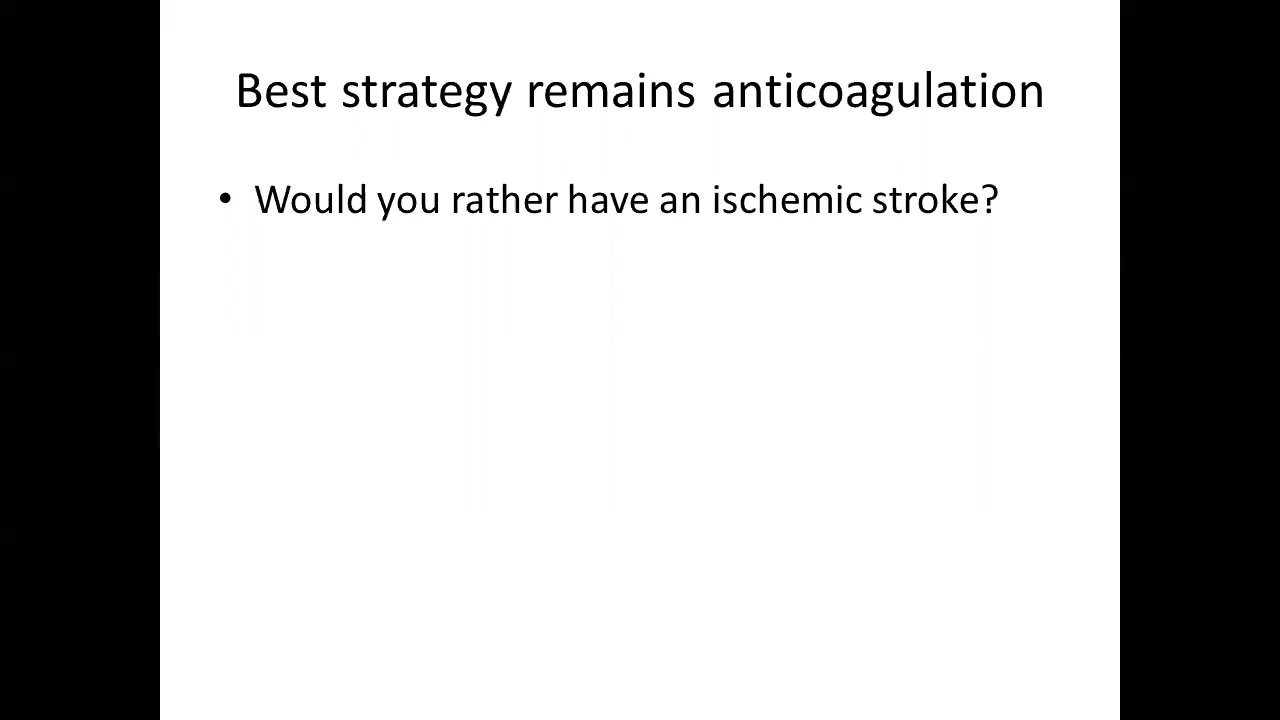 Best strategy remains anticoagulation
• Would you rather have an ischemic stroke?